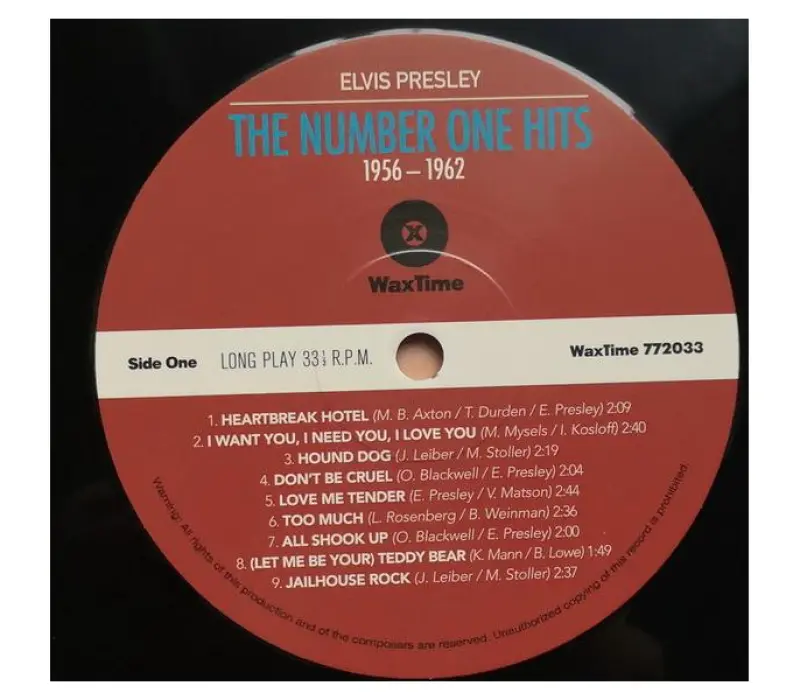 ELVIS PRESLEY
THE NUMBER ONE HITS
1956 – 1962
X
WaxTime
Side One LONG PLAY 33⅓ R.P.M. WaxTime 772033
1. HEARTBREAK HOTEL (M. B. Axton / T. Durden / E. Presley) 2:09
2. I WANT YOU, I NEED YOU, I LOVE YOU (M. Mysels / I. Kosloff) 2:40
3. HOUND DOG (J. Leiber / M. Stoller) 2:19
4. DON'T BE CRUEL (O. Blackwell / E. Presley) 2:04
5. LOVE ME TENDER (E. Presley / V. Matson) 2:44
6. TOO MUCH (L. Rosenberg / B. Weinman) 2:36
7. ALL SHOOK UP (O. Blackwell / E. Presley) 2:00
8. (LET ME BE YOUR) TEDDY BEAR (K. Mann / B. Lowe) 1:49
9. JAILHOUSE ROCK (J. Leiber / M. Stoller) 2:37
Warning: All rights of this production and of the composers are reserved. Unauthorized copying of this record is prohibited.